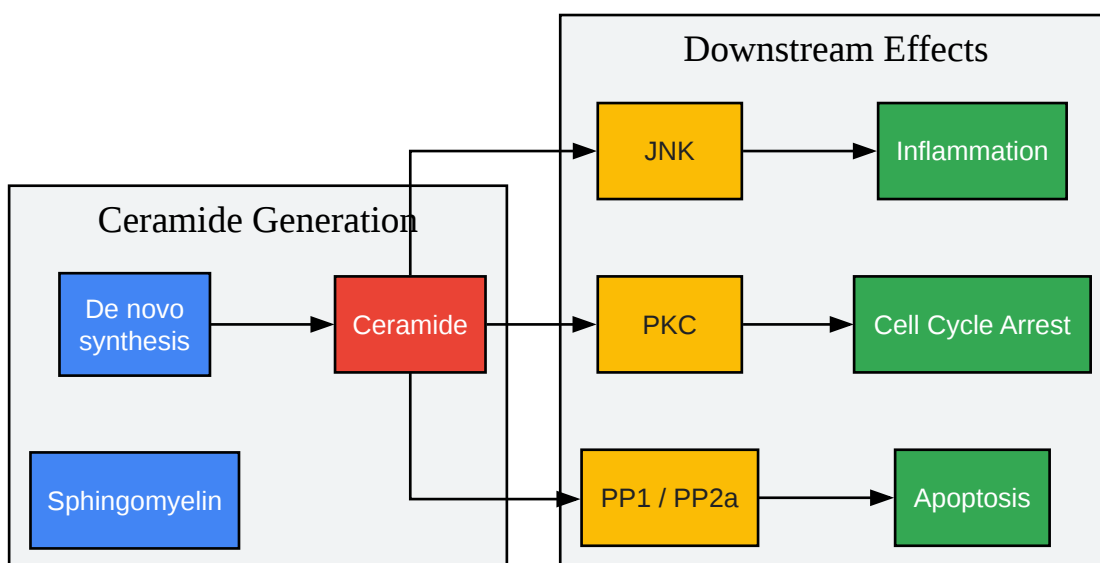 Downstream Effects
JNK
Inflammation
Ceramide Generation
De novo
synthesis
Ceramide
PKC
Cell Cycle Arrest
Sphingomyelin
PP1 / PP2a
Apoptosis